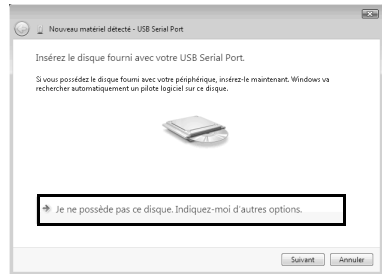 Nouveau matériel détecté - USB Serial Port
Insérez le disque fourni avec votre USB Serial Port.
Si vous possédez le disque fourni avec votre périphérique, insérez-le maintenant. Windows va
rechercher automatiquement un pilote logiciel sur ce disque.
Je ne possède pas ce disque. Indiquez-moi d'autres options.
Suivant Annuler